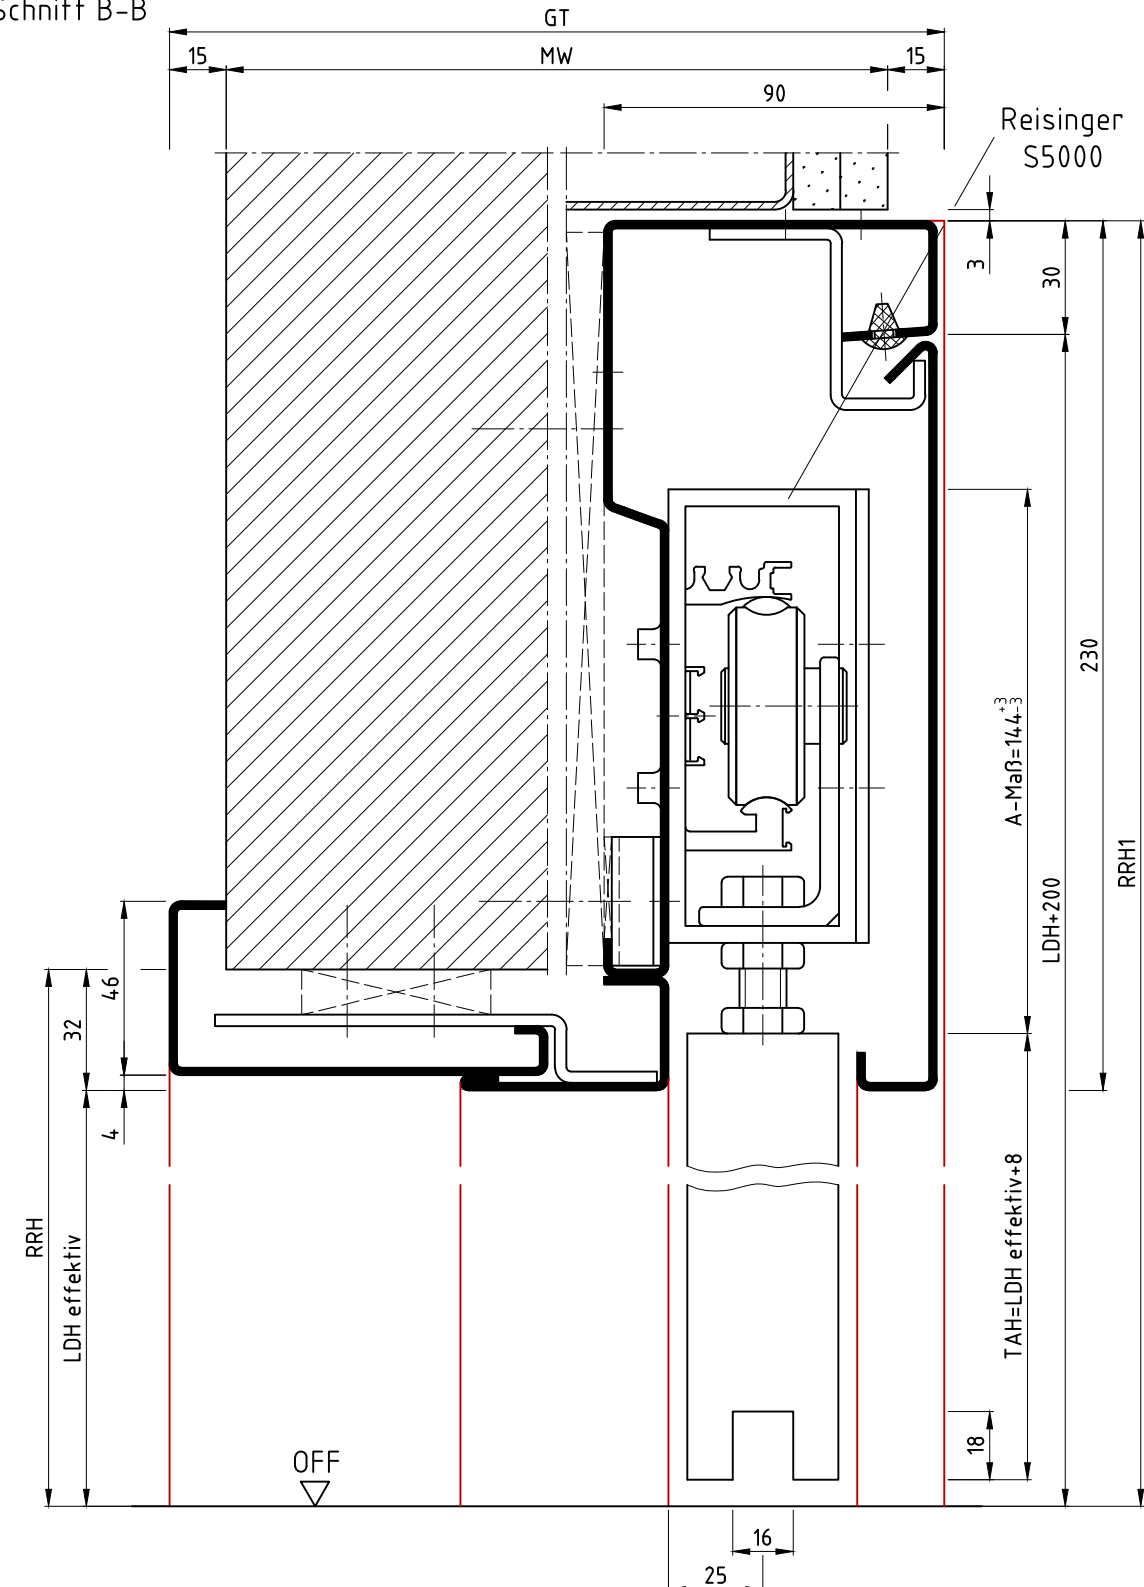 Schnitt B-B
GT
15
MW
15
90
Reisinger
S5000
3
30
230
A-Maß=144 +3 -3
RRH1
LDH+200
46
32
4
RRH
LDH effektiv
TAH=LDH effektiv+8
18
OFF
16
25